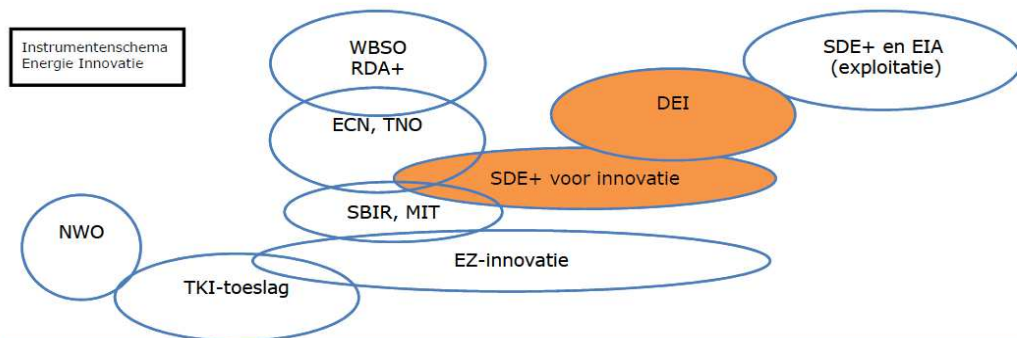 Instrumentenschema
Energie Innovatie
WBSO
RDA+
SDE+ en EIA
(exploitatie)
DEI
ECN, TNO
SDE+ voor innovatie
SBIR, MIT
NWO
EZ-innovatie
TKI-toeslag